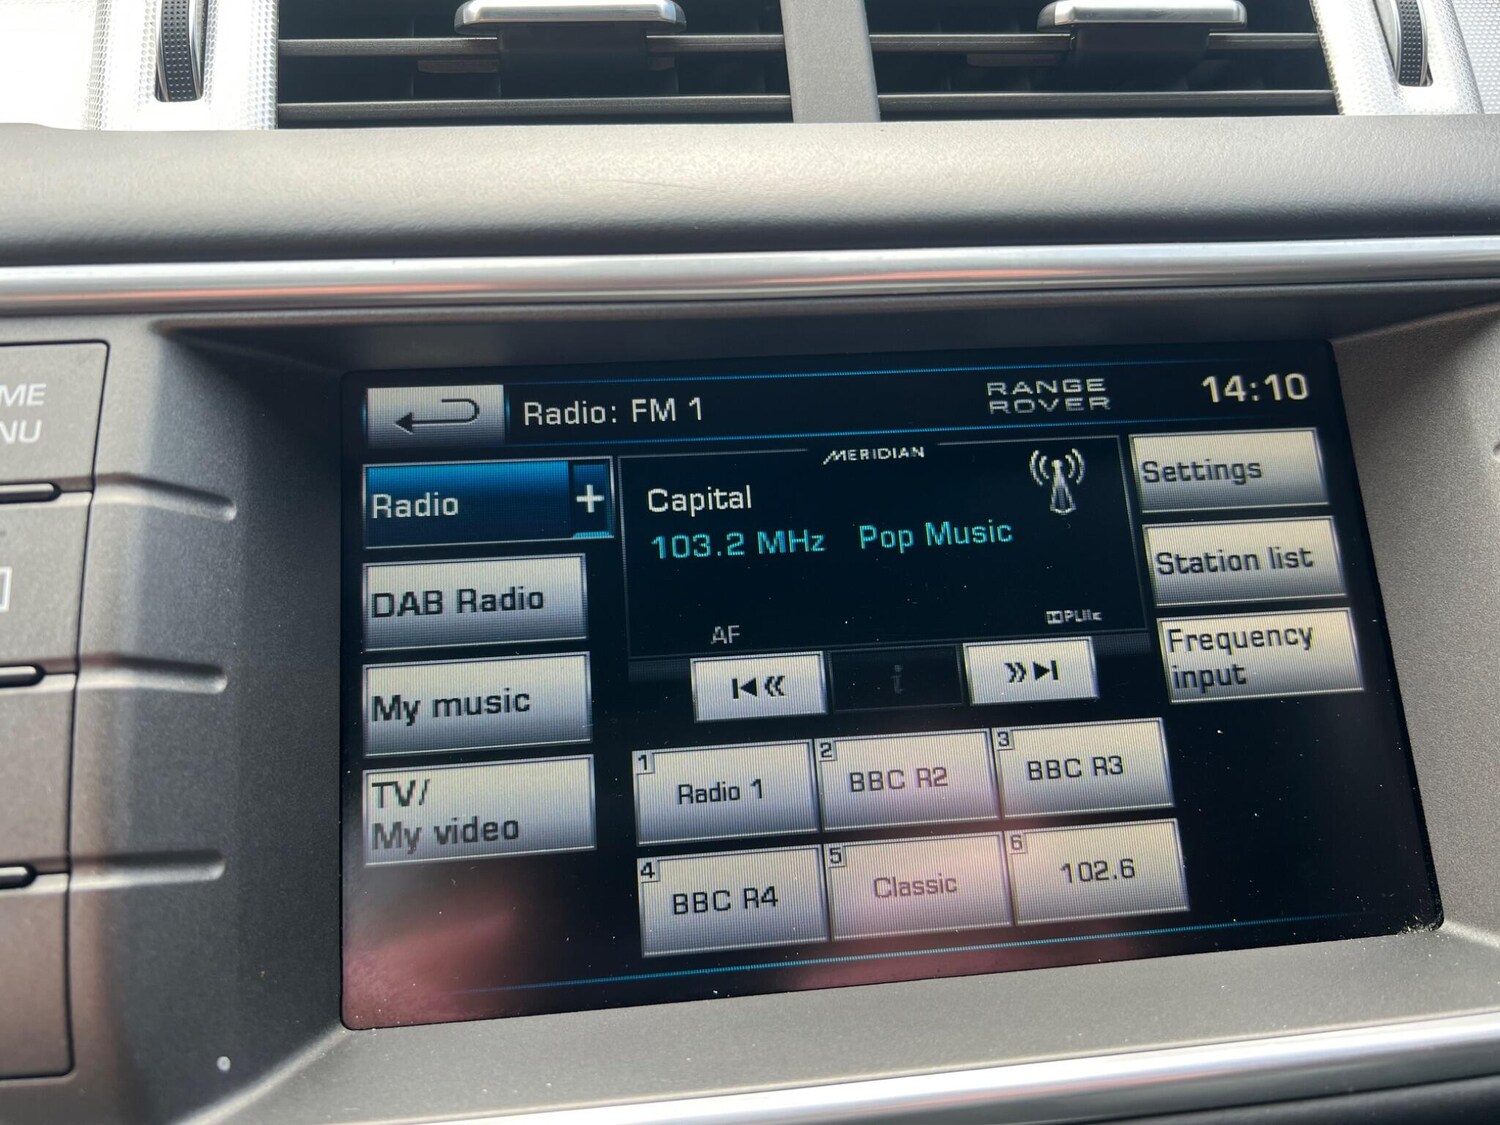 ME
NU
Radio: FM 1
RANGE
ROVER
14:10
Radio +
DAB Radio
My music
TV/
My video
MERIDIAN
Capital
103.2 MHz Pop Music
AF
i
Settings
Station list
Frequency
input
1 Radio 1
2 BBC R2
3 BBC R3
4 BBC R4
5 Classic
6 102.6